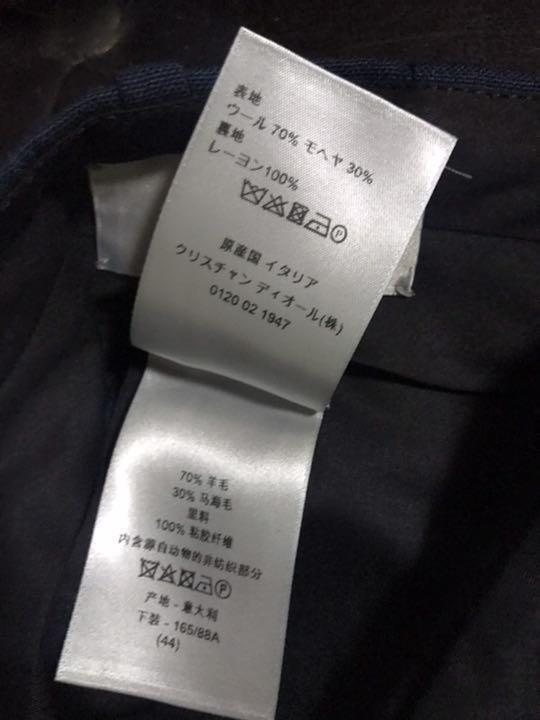 表地
ウール 70% モヘヤ 30%
裏地
レーヨン100%
P
原産国 イタリア
クリスチャン ディオール(株)
0120 02 1947
70% 羊毛
30% 马海毛
里料
100% 粘胶纤维
内含源自动物的非纺织部分
P
产地 - 意大利
下装 - 165/88A
(44)